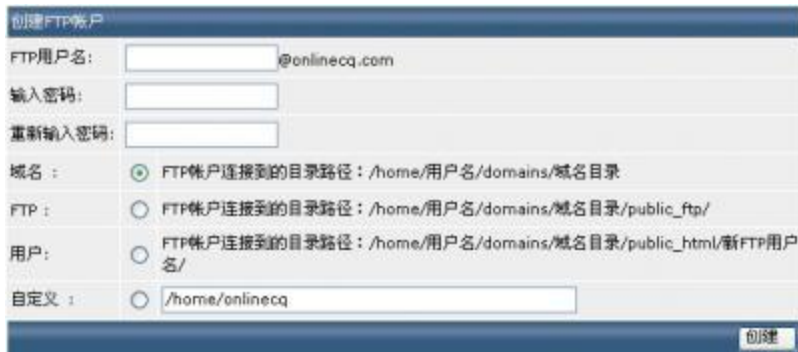 创建FTP帐户
FTP用户名: @onlinecq.com
输入密码:
重新输入密码:
域名 : FTP帐户连接到的目录路径：/home/用户名/domains/域名目录
FTP : FTP帐户连接到的目录路径：/home/用户名/domains/域名目录/public_ftp/
用户: FTP帐户连接到的目录路径：/home/用户名/domains/域名目录/public_html/新FTP用户
名/
自定义 : /home/onlinecq
创建